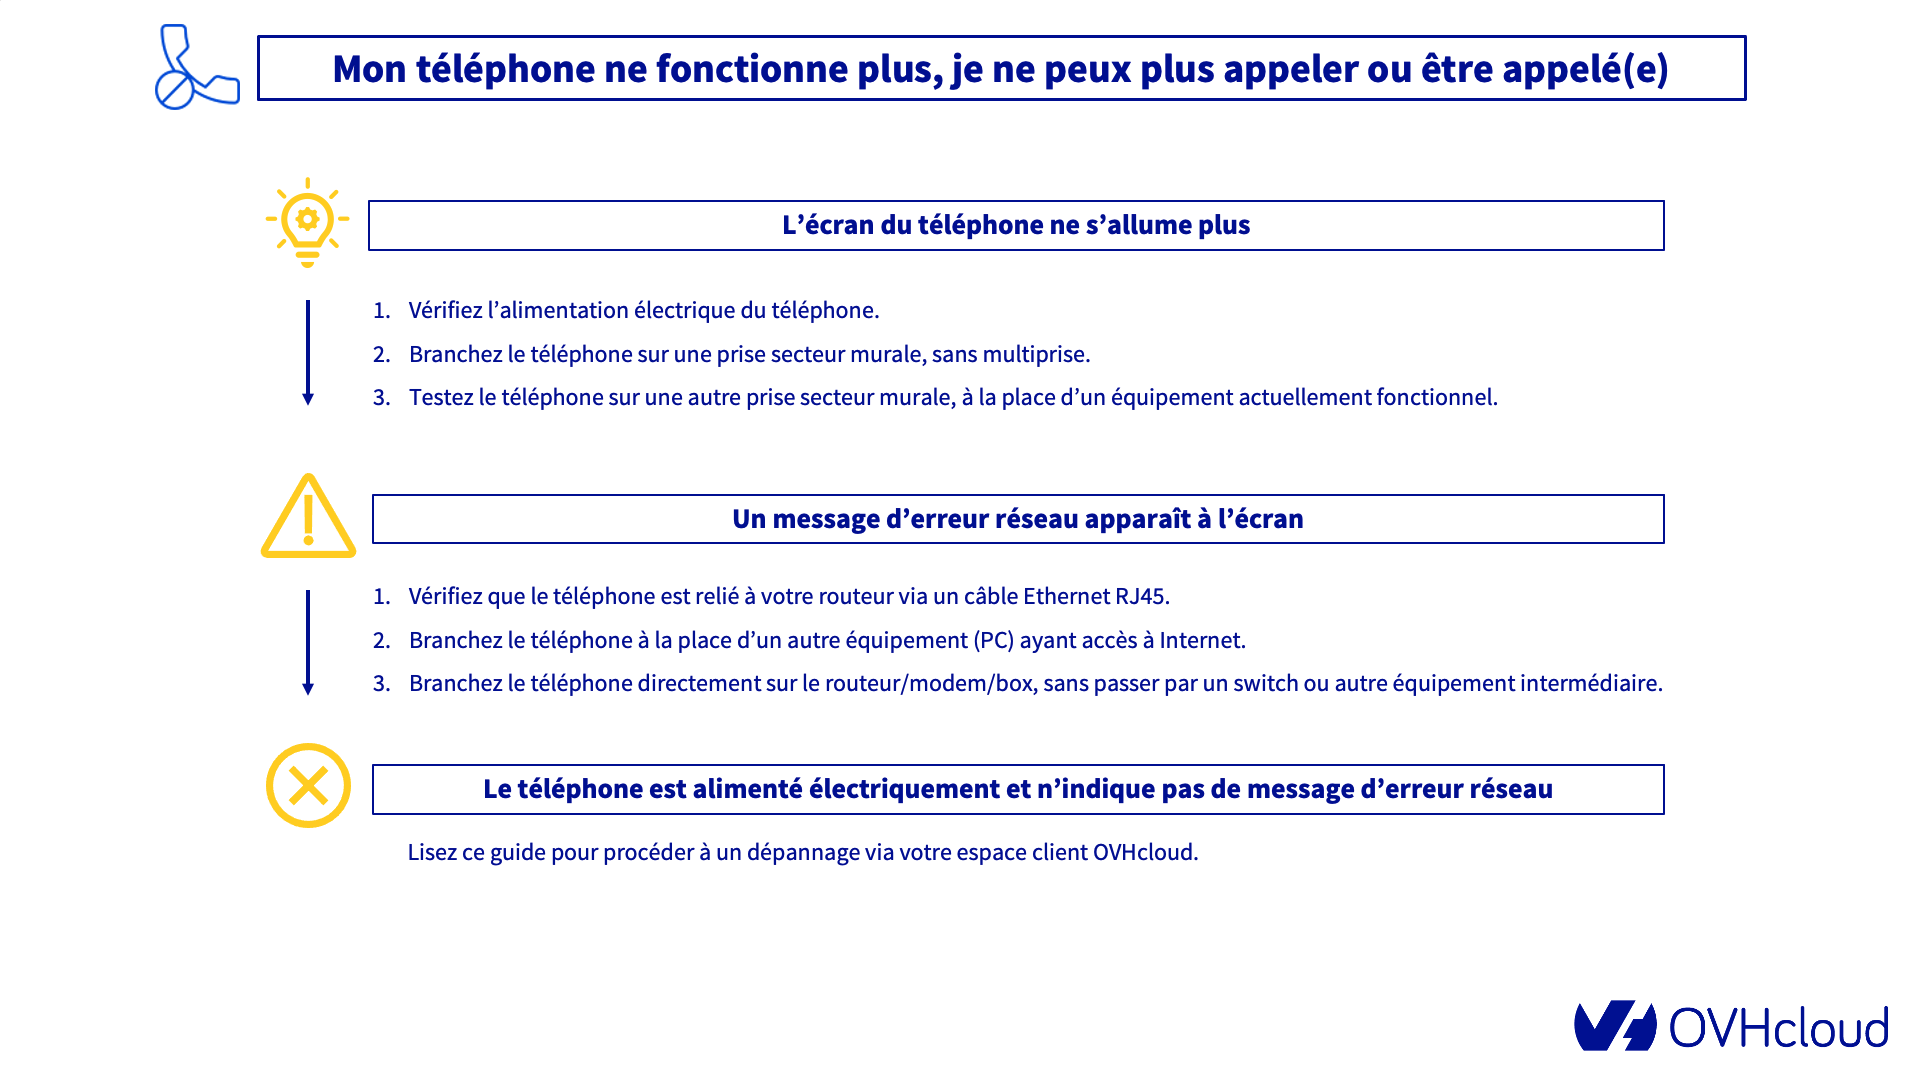 Mon téléphone ne fonctionne plus, je ne peux plus appeler ou être appelé(e)
L’écran du téléphone ne s’allume plus
1. Vérifiez l’alimentation électrique du téléphone.
2. Branchez le téléphone sur une prise secteur murale, sans multiprise.
3. Testez le téléphone sur une autre prise secteur murale, à la place d’un équipement actuellement fonctionnel.
Un message d’erreur réseau apparaît à l’écran
1. Vérifiez que le téléphone est relié à votre routeur via un câble Ethernet RJ45.
2. Branchez le téléphone à la place d’un autre équipement (PC) ayant accès à Internet.
3. Branchez le téléphone directement sur le routeur/modem/box, sans passer par un switch ou autre équipement intermédiaire.
Le téléphone est alimenté électriquement et n’indique pas de message d’erreur réseau
Lisez ce guide pour procéder à un dépannage via votre espace client OVHcloud.
OVHcloud